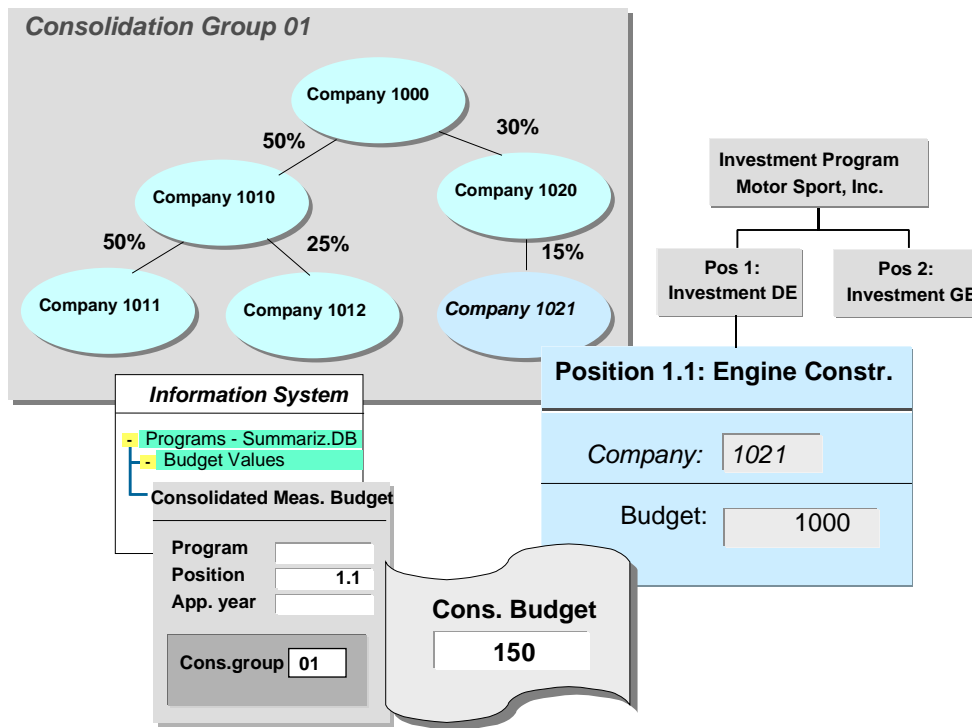 Consolidation Group 01
Company 1000
50%
30%
Company 1010
Company 1020
50%
25%
15%
Company 1011
Company 1012
Company 1021
Investment Program
Motor Sport, Inc.
Pos 1:
Investment DE
Pos 2:
Investment GE
Position 1.1: Engine Constr.
Company: 1021
Budget: 1000
Information System
- Programs - Summariz.DB
- Budget Values
Consolidated Meas. Budget
Program
Position 1.1
App. year
Cons.group 01
Cons. Budget
150